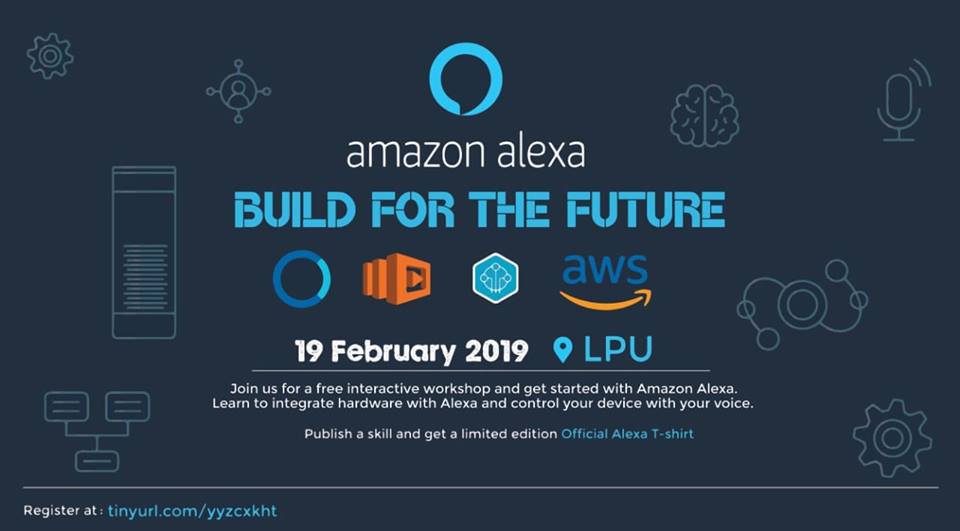 amazon alexa
BUILD FOR THE FUTURE
aws
19 February 2019 LPU
Join us for a free interactive workshop and get started with Amazon Alexa.
Learn to integrate hardware with Alexa and control your device with your voice.
Publish a skill and get a limited edition Official Alexa T-shirt
Register at: tinyurl.com/yyzcxkht